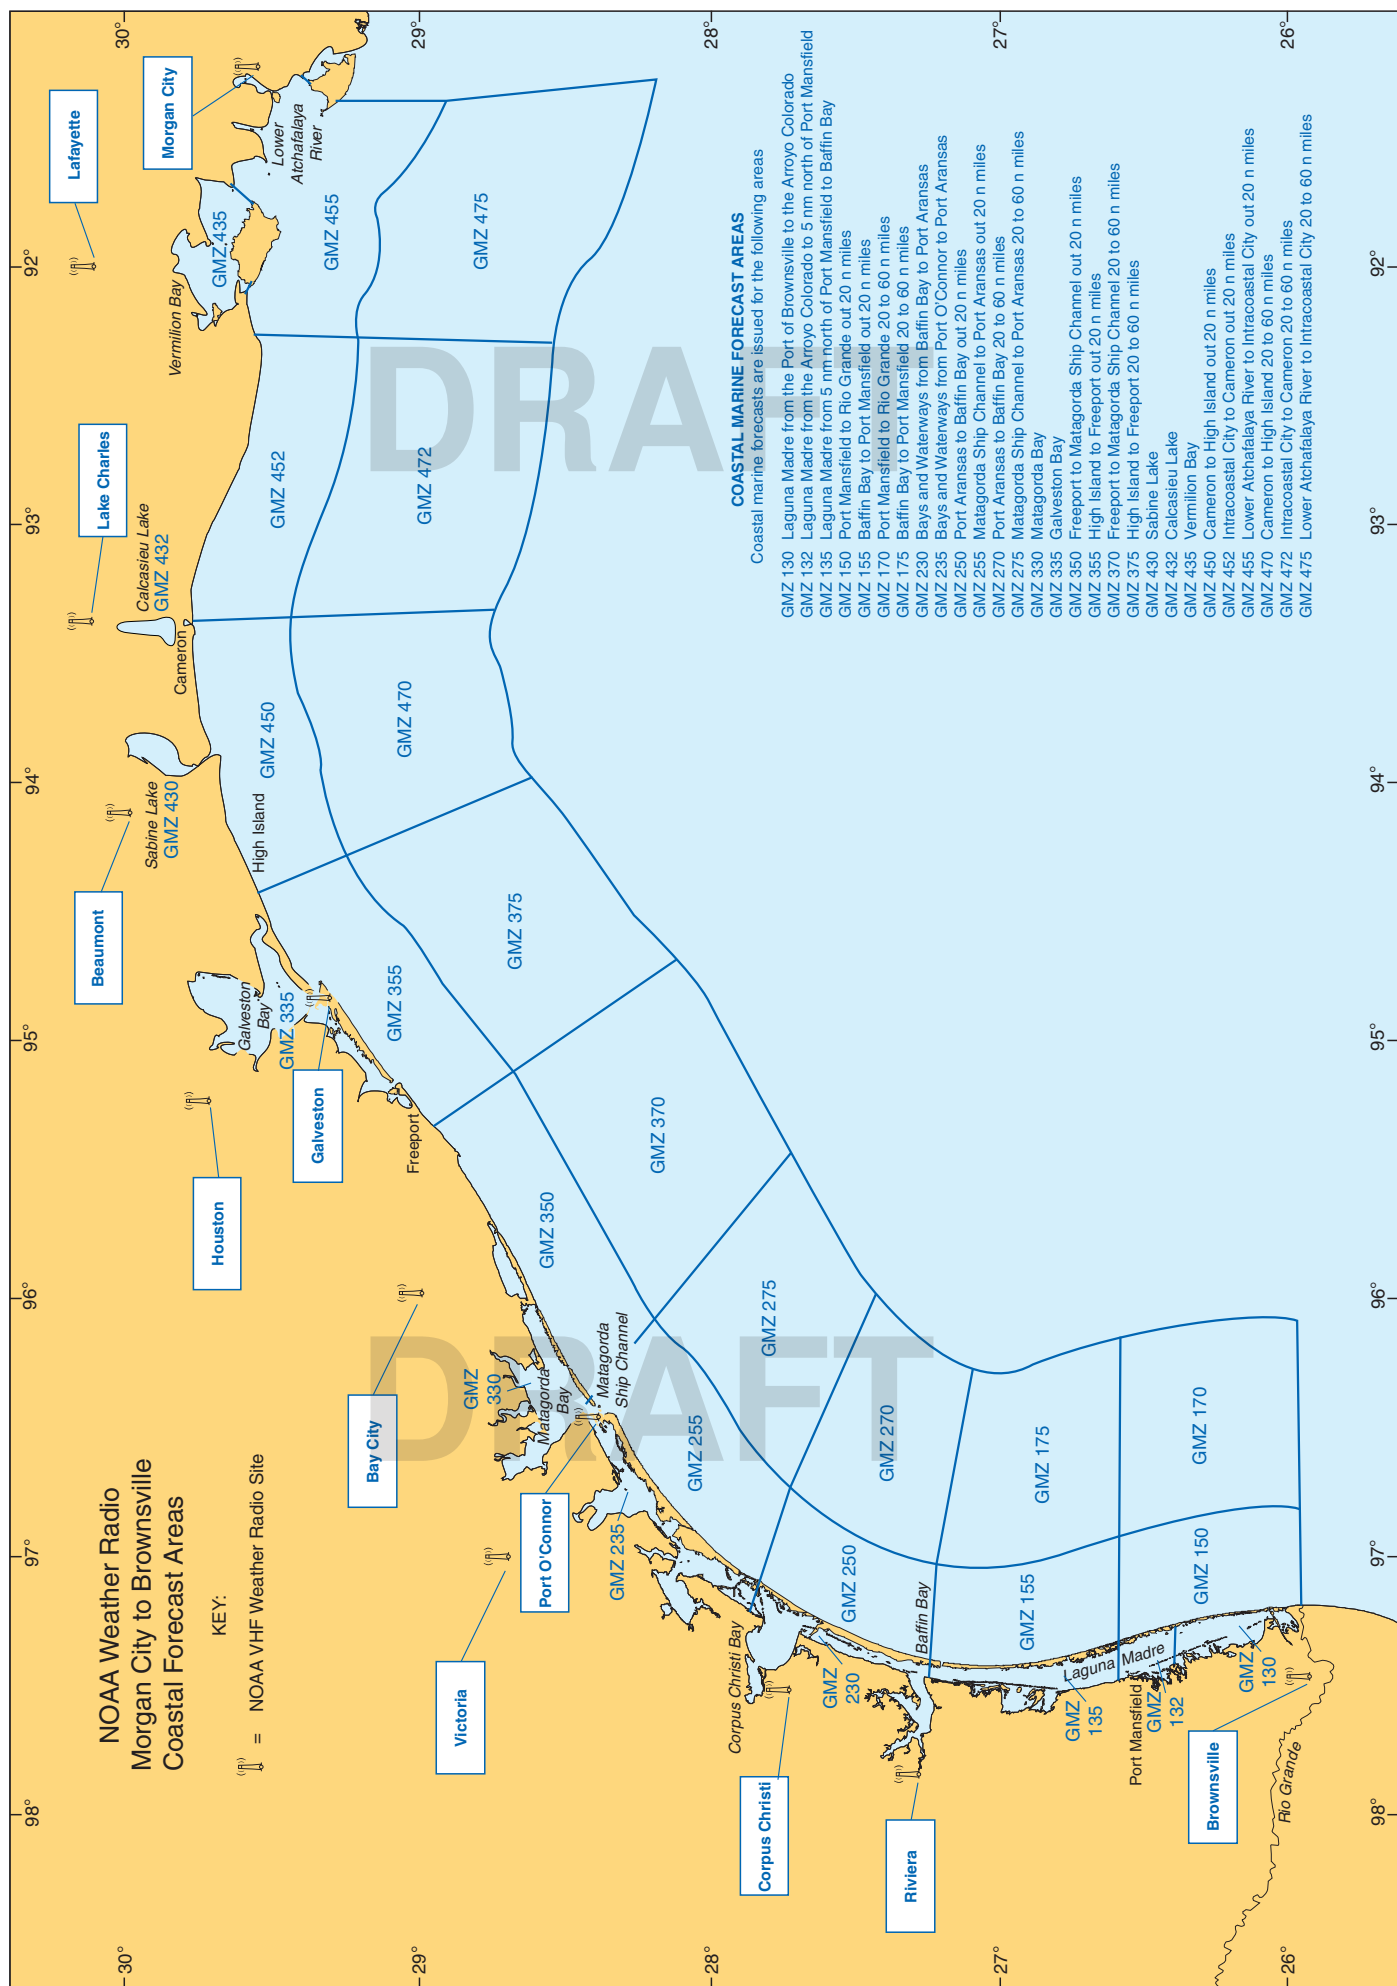 NOAA Weather Radio
Morgan City to Brownsville
Coastal Forecast Areas
KEY:
= NOAA VHF Weather Radio Site
98°
97°
96°
95°
94°
93°
92°
30°
29°
28°
27°
26°
30°
29°
28°
27°
26°
98°
97°
96°
95°
94°
93°
92°
Lafayette
Morgan City
Lake Charles
Beaumont
Houston
Galveston
Bay City
Victoria
Port O'Connor
Corpus Christi
Riviera
Brownsville
Lower
Atchafalaya
River
Vermilion Bay
GMZ 435
GMZ 455
GMZ 475
Calcasieu Lake
GMZ 432
Cameron
GMZ 452
GMZ 472
Sabine Lake
GMZ 430
High Island
GMZ 450
GMZ 470
Galveston
Bay
GMZ 335
Freeport
GMZ 355
GMZ 375
GMZ 350
GMZ 370
GMZ
330
Matagorda
Bay
Matagorda
Ship Channel
GMZ 235
GMZ 255
GMZ 275
Corpus Christi Bay
GMZ
230
GMZ 250
GMZ 270
Baffin Bay
GMZ 155
GMZ 175
Laguna Madre
GMZ
135
Port Mansfield
GMZ
132
GMZ
130
GMZ 150
GMZ 170
Rio Grande
DRAFT
DRAFT
COASTAL MARINE FORECAST AREAS
Coastal marine forecasts are issued for the following areas
GMZ 130 Laguna Madre from the Port of Brownsville to the Arroyo Colorado
GMZ 132 Laguna Madre from the Arroyo Colorado to 5 nm north of Port Mansfield
GMZ 135 Laguna Madre from 5 nm north of Port Mansfield to Baffin Bay
GMZ 150 Port Mansfield to Rio Grande out 20 n miles
GMZ 155 Baffin Bay to Port Mansfield out 20 n miles
GMZ 170 Port Mansfield to Rio Grande 20 to 60 n miles
GMZ 175 Baffin Bay to Port Mansfield 20 to 60 n miles
GMZ 230 Bays and Waterways from Baffin Bay to Port Aransas
GMZ 235 Bays and Waterways from Port O'Connor to Port Aransas
GMZ 250 Port Aransas to Baffin Bay out 20 n miles
GMZ 255 Matagorda Ship Channel to Port Aransas out 20 n miles
GMZ 270 Port Aransas to Baffin Bay 20 to 60 n miles
GMZ 275 Matagorda Ship Channel to Port Aransas 20 to 60 n miles
GMZ 330 Matagorda Bay
GMZ 335 Galveston Bay
GMZ 350 Freeport to Matagorda Ship Channel out 20 n miles
GMZ 355 High Island to Freeport out 20 n miles
GMZ 370 Freeport to Matagorda Ship Channel 20 to 60 n miles
GMZ 375 High Island to Freeport 20 to 60 n miles
GMZ 430 Sabine Lake
GMZ 432 Calcasieu Lake
GMZ 435 Vermilion Bay
GMZ 450 Cameron to High Island out 20 n miles
GMZ 452 Intracoastal City to Cameron out 20 n miles
GMZ 455 Lower Atchafalaya River to Intracoastal City out 20 n miles
GMZ 470 Cameron to High Island 20 to 60 n miles
GMZ 472 Intracoastal City to Cameron 20 to 60 n miles
GMZ 475 Lower Atchafalaya River to Intracoastal City 20 to 60 n miles